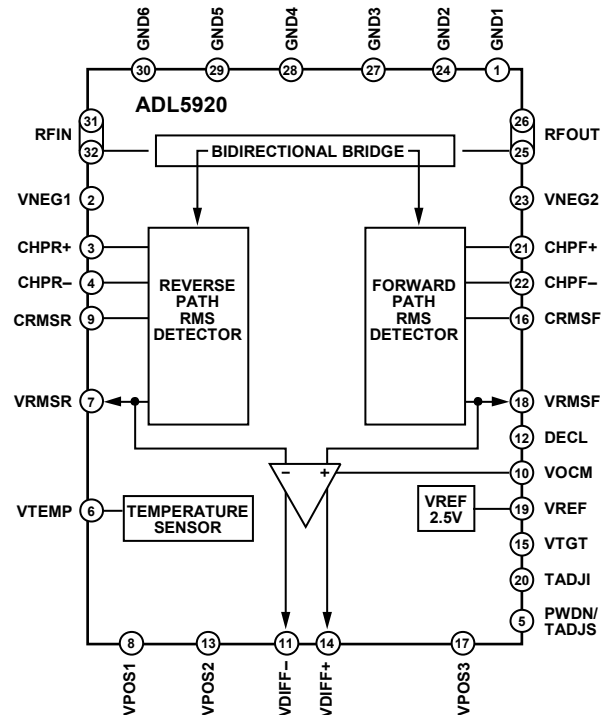 GND6
GND5
GND4
GND3
GND2
GND1
30
29
28
27
24
1
ADL5920
31
RFIN
32
BIDIRECTIONAL BRIDGE
26
RFOUT
25
VNEG1 2
23 VNEG2
CHPR+ 3
21 CHPF+
CHPR– 4
22 CHPF–
CRMSR 9
16 CRMSF
REVERSE
PATH
RMS
DETECTOR
FORWARD
PATH
RMS
DETECTOR
VRMSR 7
18 VRMSF
12 DECL
– +
10 VOCM
VTEMP 6
TEMPERATURE
SENSOR
VREF
2.5V
19 VREF
15 VTGT
20 TADJI
5 PWDN/
TADJS
8
13
11
14
17
VPOS1
VPOS2
VDIFF–
VDIFF+
VPOS3